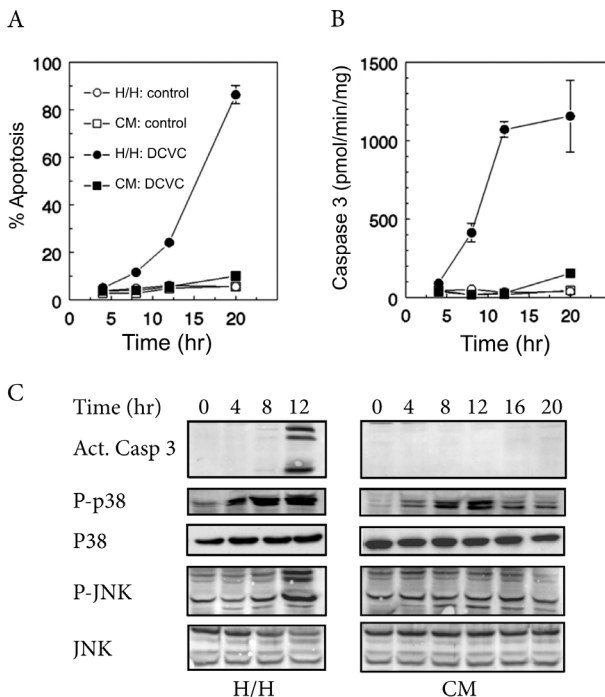 A
B
% Apoptosis
100
80
60
40
20
0
H/H: control
CM: control
H/H: DCVC
CM: DCVC
0 5 10 15 20
Time (hr)
Caspase 3 (pmol/min/mg)
1500
1000
500
0
0 5 10 15 20
Time (hr)
C
Time (hr) 0 4 8 12 0 4 8 12 16 20
Act. Casp 3
P-p38
P38
P-JNK
JNK
H/H CM